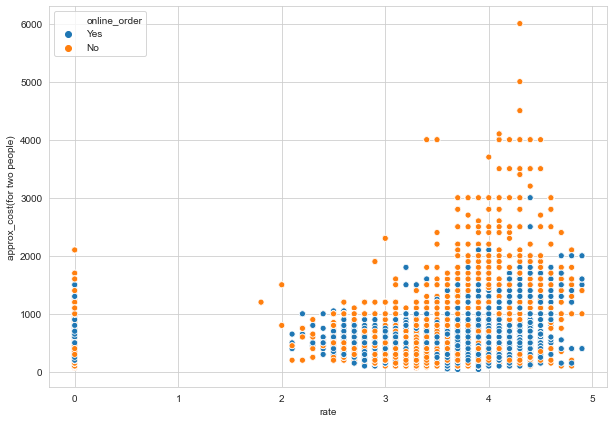 online_order
Yes
No
6000
5000
4000
3000
2000
1000
0
approx_cost(for two people)
0 1 2 3 4 5
rate